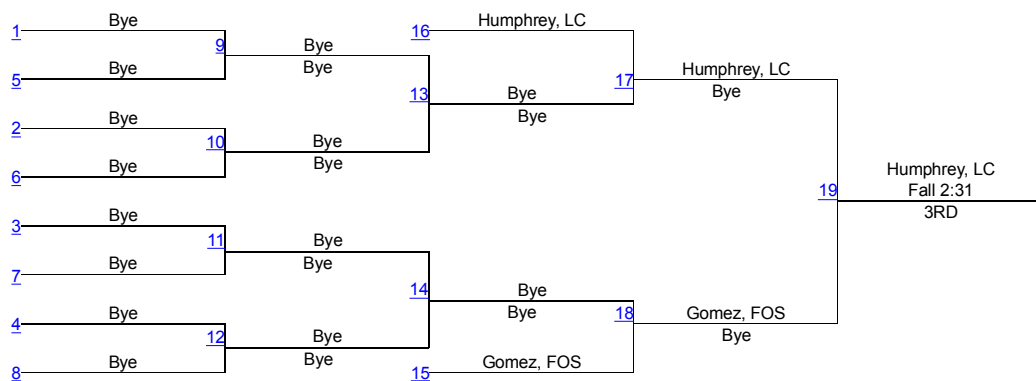 Bye
1
Bye
5
9
Bye
Bye
Bye
2
Bye
6
10
Bye
Bye
13
Humphrey, LC
16
Bye
Bye
17
Humphrey, LC
Bye
Bye
3
Bye
7
11
Bye
Bye
Bye
4
Bye
8
12
Bye
Bye
14
Bye
Bye
Gomez, FOS
15
18
Gomez, FOS
Bye
19
Humphrey, LC
Fall 2:31
3RD